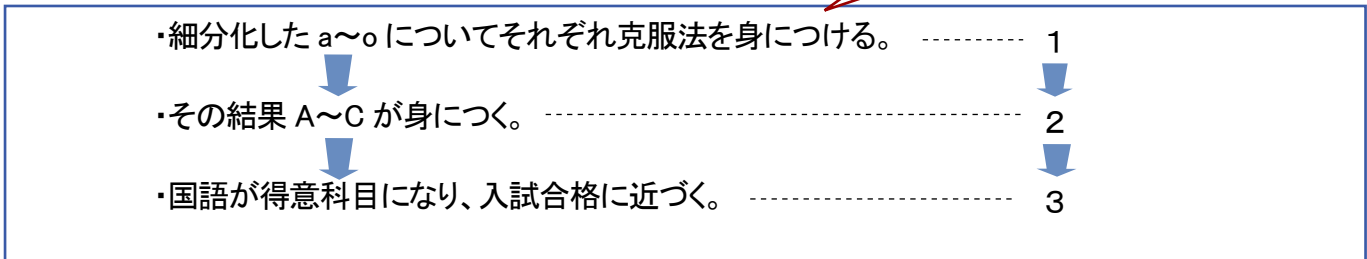 ・細分化した a～o についてそれぞれ克服法を身につける。 ---------- 1
・その結果 A～C が身につく。 ---------- 2
・国語が得意科目になり、入試合格に近づく。 ---------- 3